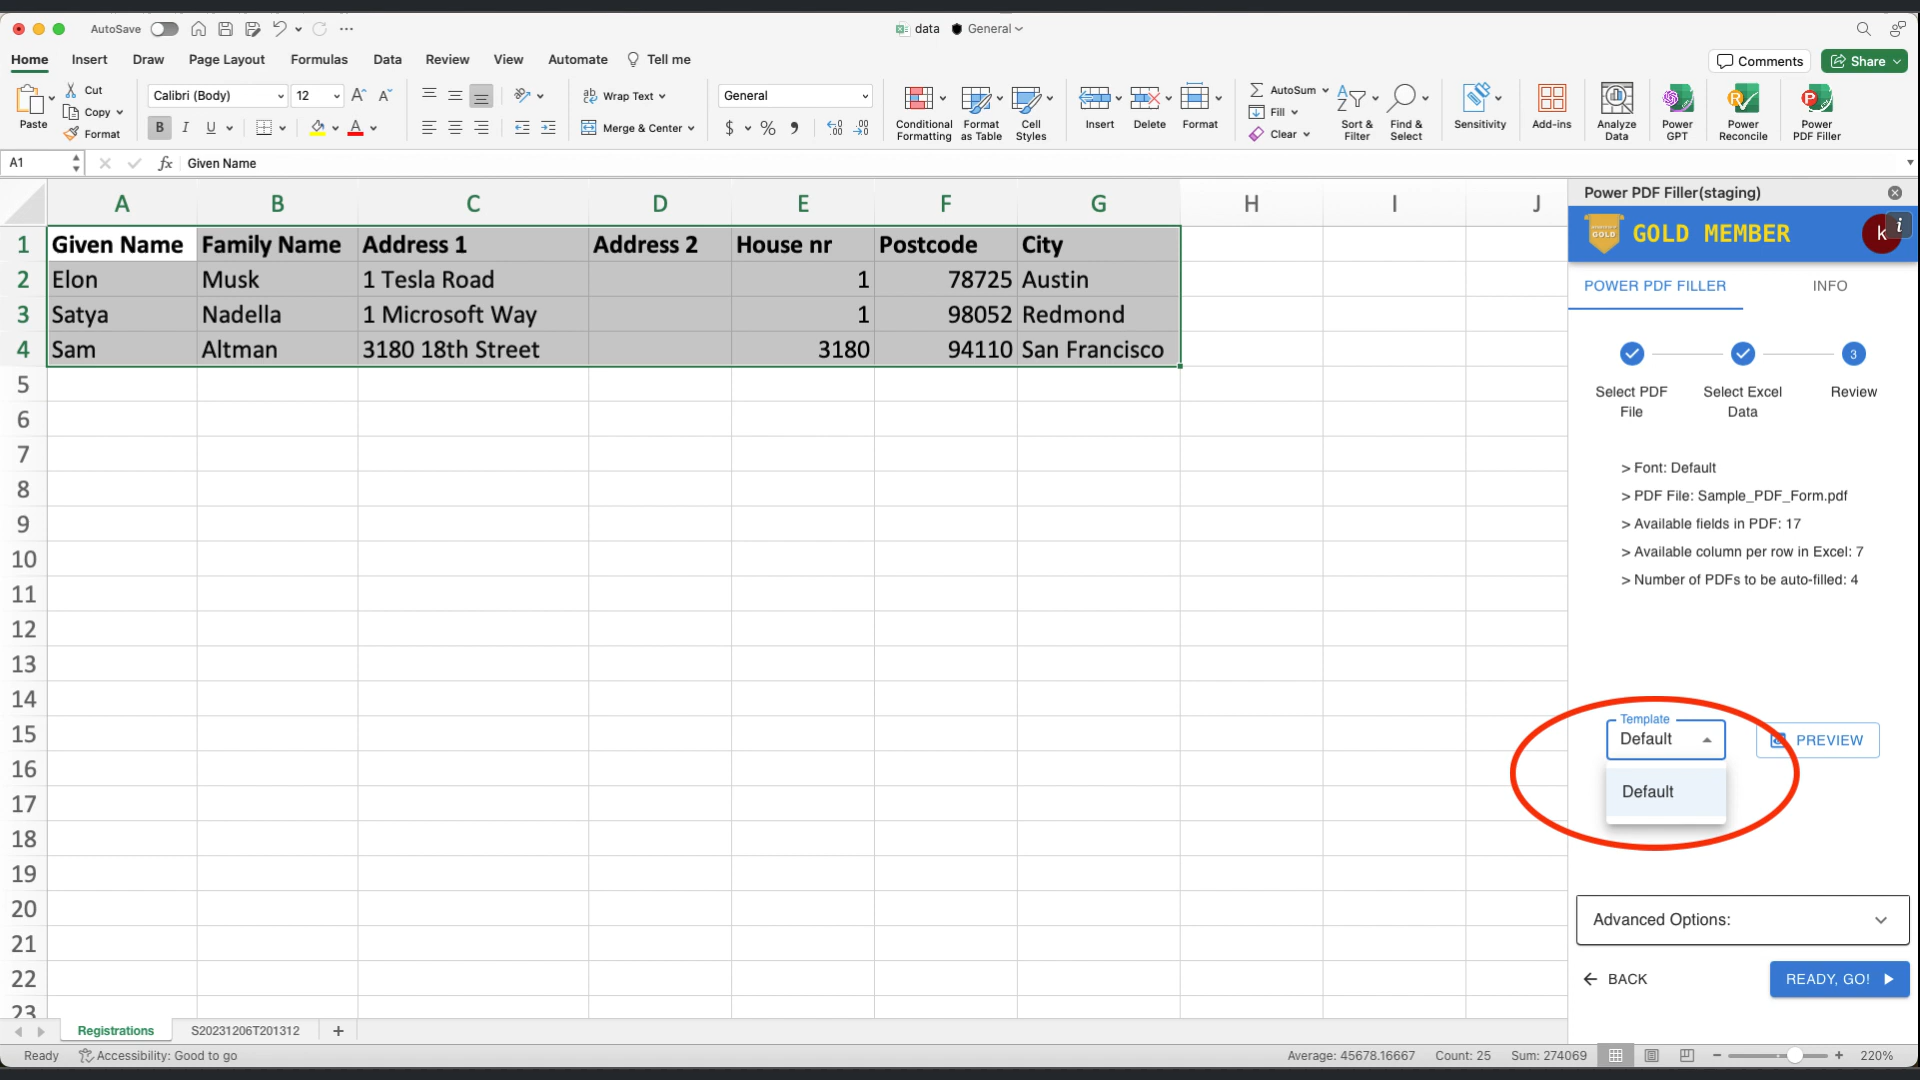 AutoSave
data General
Home Insert Draw Page Layout Formulas Data Review View Automate Tell me
Comments Share
Paste Cut Copy Format
Calibri (Body) 12 A^ A
B I U A
Wrap Text
Merge & Center
General
$ % 9
Conditional Formatting
Format as Table
Cell Styles
Insert Delete Format
AutoSum
Fill
Clear
Sort & Filter
Find & Select
Sensitivity
Add-ins
Analyze Data
Power GPT
Power Reconcile
Power PDF Filler
A1 fx Given Name
A B C D E F G H I J
1 Given Name Family Name Address 1 Address 2 House nr Postcode City
2 Elon Musk 1 Tesla Road 1 78725 Austin
3 Satya Nadella 1 Microsoft Way 1 98052 Redmond
4 Sam Altman 3180 18th Street 3180 94110 San Francisco
5
6
7
8
9
10
11
12
13
14
15
16
17
18
19
20
21
22
23
Power PDF Filler(staging)
GOLD GOLD MEMBER k i
POWER PDF FILLER INFO
3
Select PDF File
Select Excel Data
Review
> Font: Default
> PDF File: Sample_PDF_Form.pdf
> Available fields in PDF: 17
> Available column per row in Excel: 7
> Number of PDFs to be auto-filled: 4
Template
Default
PREVIEW
Default
Advanced Options:
BACK READY, GO!
Registrations S20231206T201312 +
Ready Accessibility: Good to go Average: 45678.16667 Count: 25 Sum: 274069 − + 220%